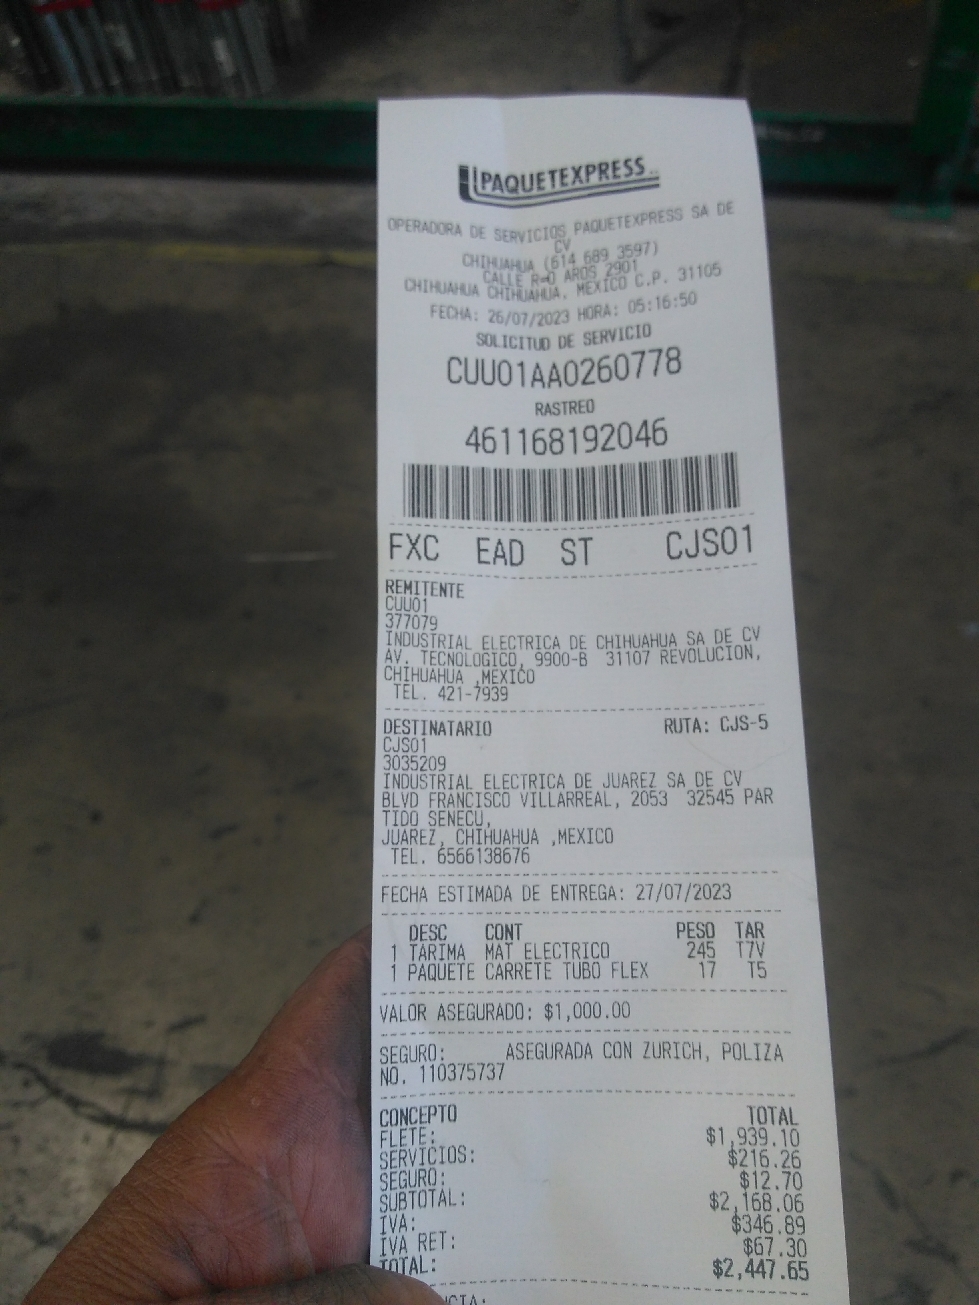 PAQUETEXPRESS
OPERADORA DE SERVICIOS PAQUETEXPRESS SA DE
CV
CHIHUAHUA (614 689 3597)
CALLE R=O AROS 2901
CHIHUAHUA CHIHUAHUA, MEXICO C.P. 31105
FECHA: 26/07/2023 HORA: 05:16:50
SOLICITUD DE SERVICIO
CUU01AA0260778
RASTREO
461168192046
FXC EAD ST CJS01
REMITENTE
CUU01
377079
INDUSTRIAL ELECTRICA DE CHIHUAHUA SA DE CV
AV. TECNOLOGICO, 9900-B 31107 REVOLUCION,
CHIHUAHUA ,MEXICO
TEL. 421-7939
DESTINATARIO RUTA: CJS-5
CJS01
3035209
INDUSTRIAL ELECTRICA DE JUAREZ SA DE CV
BLVD FRANCISCO VILLARREAL, 2053 32545 PAR
TIDO SENECU,
JUAREZ, CHIHUAHUA ,MEXICO
TEL. 6566138676
FECHA ESTIMADA DE ENTREGA: 27/07/2023
DESC CONT PESO TAR
1 TARIMA MAT ELECTRICO 245 T7V
1 PAQUETE CARRETE TUBO FLEX 17 T5
VALOR ASEGURADO: $1,000.00
SEGURO: ASEGURADA CON ZURICH, POLIZA
NO. 110375737
CONCEPTO TOTAL
FLETE: $1,939.10
SERVICIOS: $216.26
SEGURO: $12.70
SUBTOTAL: $2,168.06
IVA: $346.89
IVA RET: $67.30
TOTAL: $2,447.65